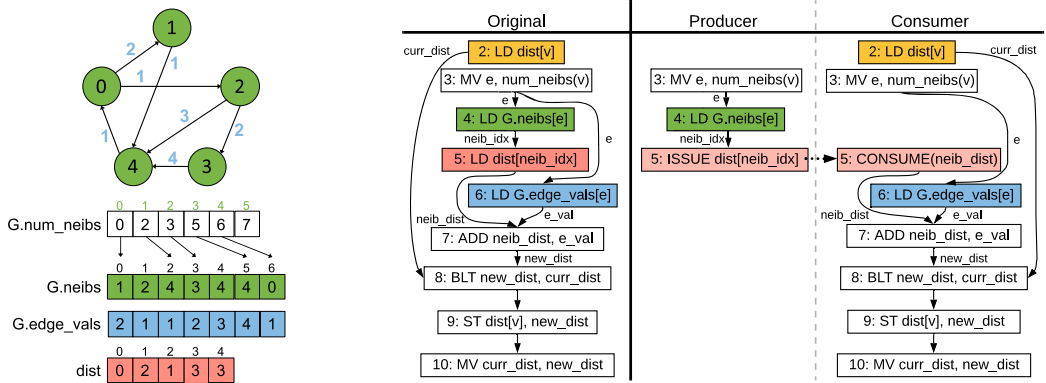 1
2
1
0
1
2
3
2
1
4
4
3
0 1 2 3 4 5
G.num_neibs 0 2 3 5 6 7
0 1 2 3 4 5 6
G.neibs 1 2 4 3 4 4 0
G.edge_vals 2 1 1 2 3 4 1
0 1 2 3 4
dist 0 2 1 3 3
Original
curr_dist
2: LD dist[v]
3: MV e, num_neibs(v)
e
4: LD G.neibs[e]
neib_idx
e
5: LD dist[neib_idx]
6: LD G.edge_vals[e]
neib_dist
e_val
7: ADD neib_dist, e_val
new_dist
8: BLT new_dist, curr_dist
9: ST dist[v], new_dist
10: MV curr_dist, new_dist
Producer
3: MV e, num_neibs(v)
e
4: LD G.neibs[e]
neib_idx
5: ISSUE dist[neib_idx]
Consumer
2: LD dist[v]
curr_dist
3: MV e, num_neibs(v)
e
5: CONSUME(neib_dist)
6: LD G.edge_vals[e]
neib_dist
e_val
7: ADD neib_dist, e_val
new_dist
8: BLT new_dist, curr_dist
9: ST dist[v], new_dist
10: MV curr_dist, new_dist